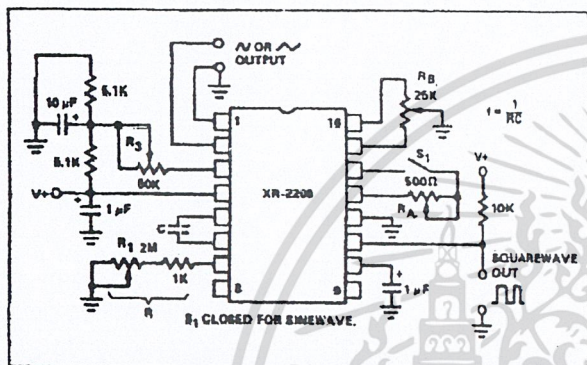 ∿ OR ⏦
OUTPUT
R_B
25K
f = 1/RC
10 µF
+
5.1K
1
16
5.1K
R_3
50K
S_1
V+
V+
XR-2206
500Ω
R_A
10K
+
1 µF
C
SQUAREWAVE
OUT
R_1 2M
1K
+
1 µF
8
9
R
S_1 CLOSED FOR SINEWAVE.